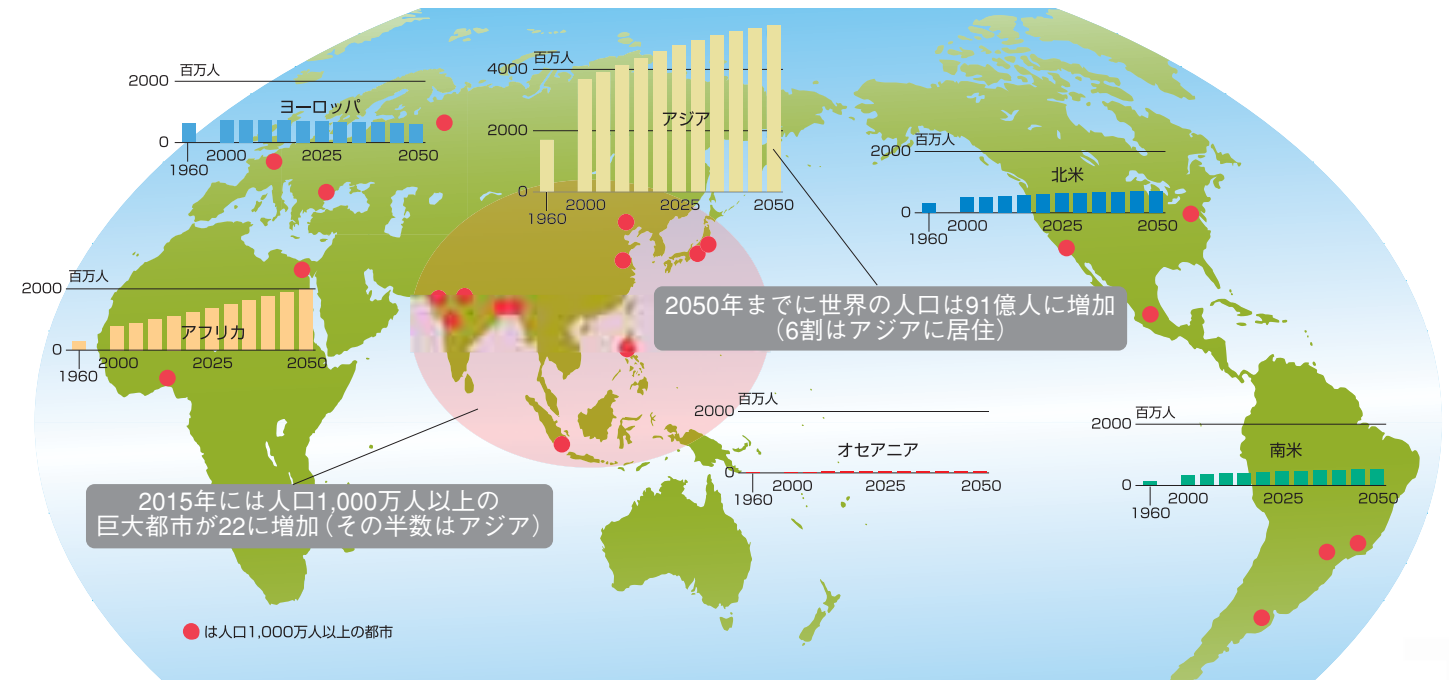 百万人
2000
ヨーロッパ
0
1960 2000 2025 2050
百万人
4000
アジア
2000
0
1960 2000 2025 2050
百万人
2000
北米
0
1960 2000 2025 2050
百万人
2000
アフリカ
0
1960 2000 2025 2050
2050年までに世界の人口は91億人に増加
（6割はアジアに居住）
百万人
2000
オセアニア
0
1960 2000 2025 2050
百万人
2000
南米
0
1960 2000 2025 2050
2015年には人口1,000万人以上の
巨大都市が22に増加（その半数はアジア）
は人口1,000万人以上の都市